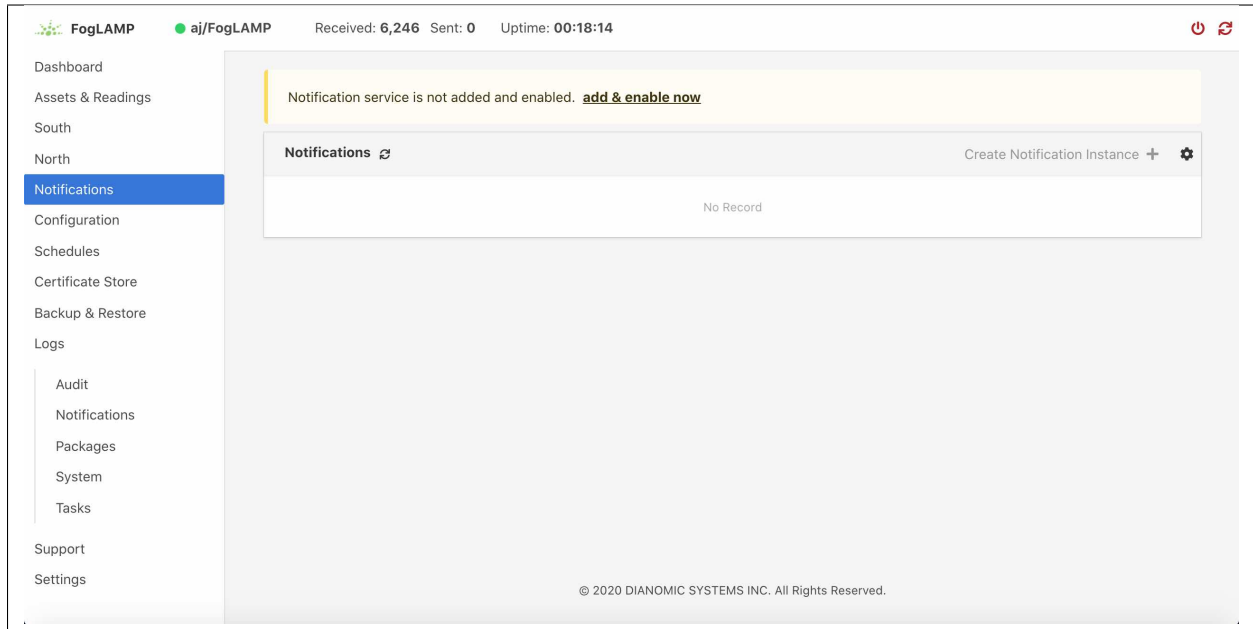 FogLAMP aj/FogLAMP Received: 6,246 Sent: 0 Uptime: 00:18:14
Dashboard
Assets & Readings
South
North
Notifications
Configuration
Schedules
Certificate Store
Backup & Restore
Logs
Audit
Notifications
Packages
System
Tasks
Support
Settings
Notification service is not added and enabled. add & enable now
Notifications Create Notification Instance +
No Record
© 2020 DIANOMIC SYSTEMS INC. All Rights Reserved.